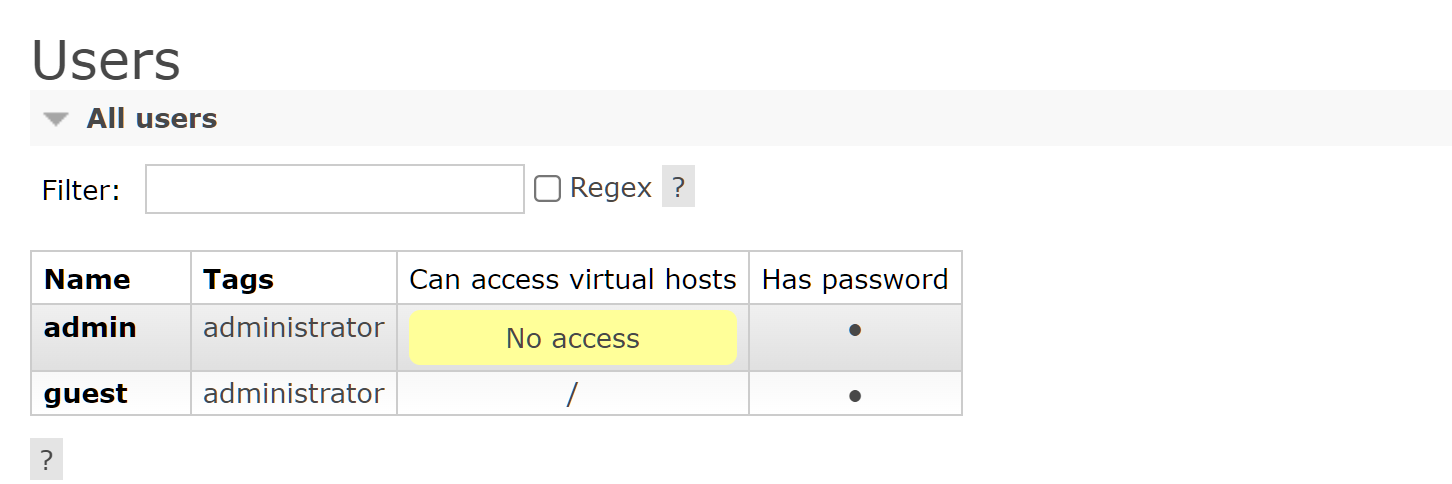 Users
All users
Filter: Regex ?
Name Tags Can access virtual hosts Has password
admin administrator No access •
guest administrator / •
?